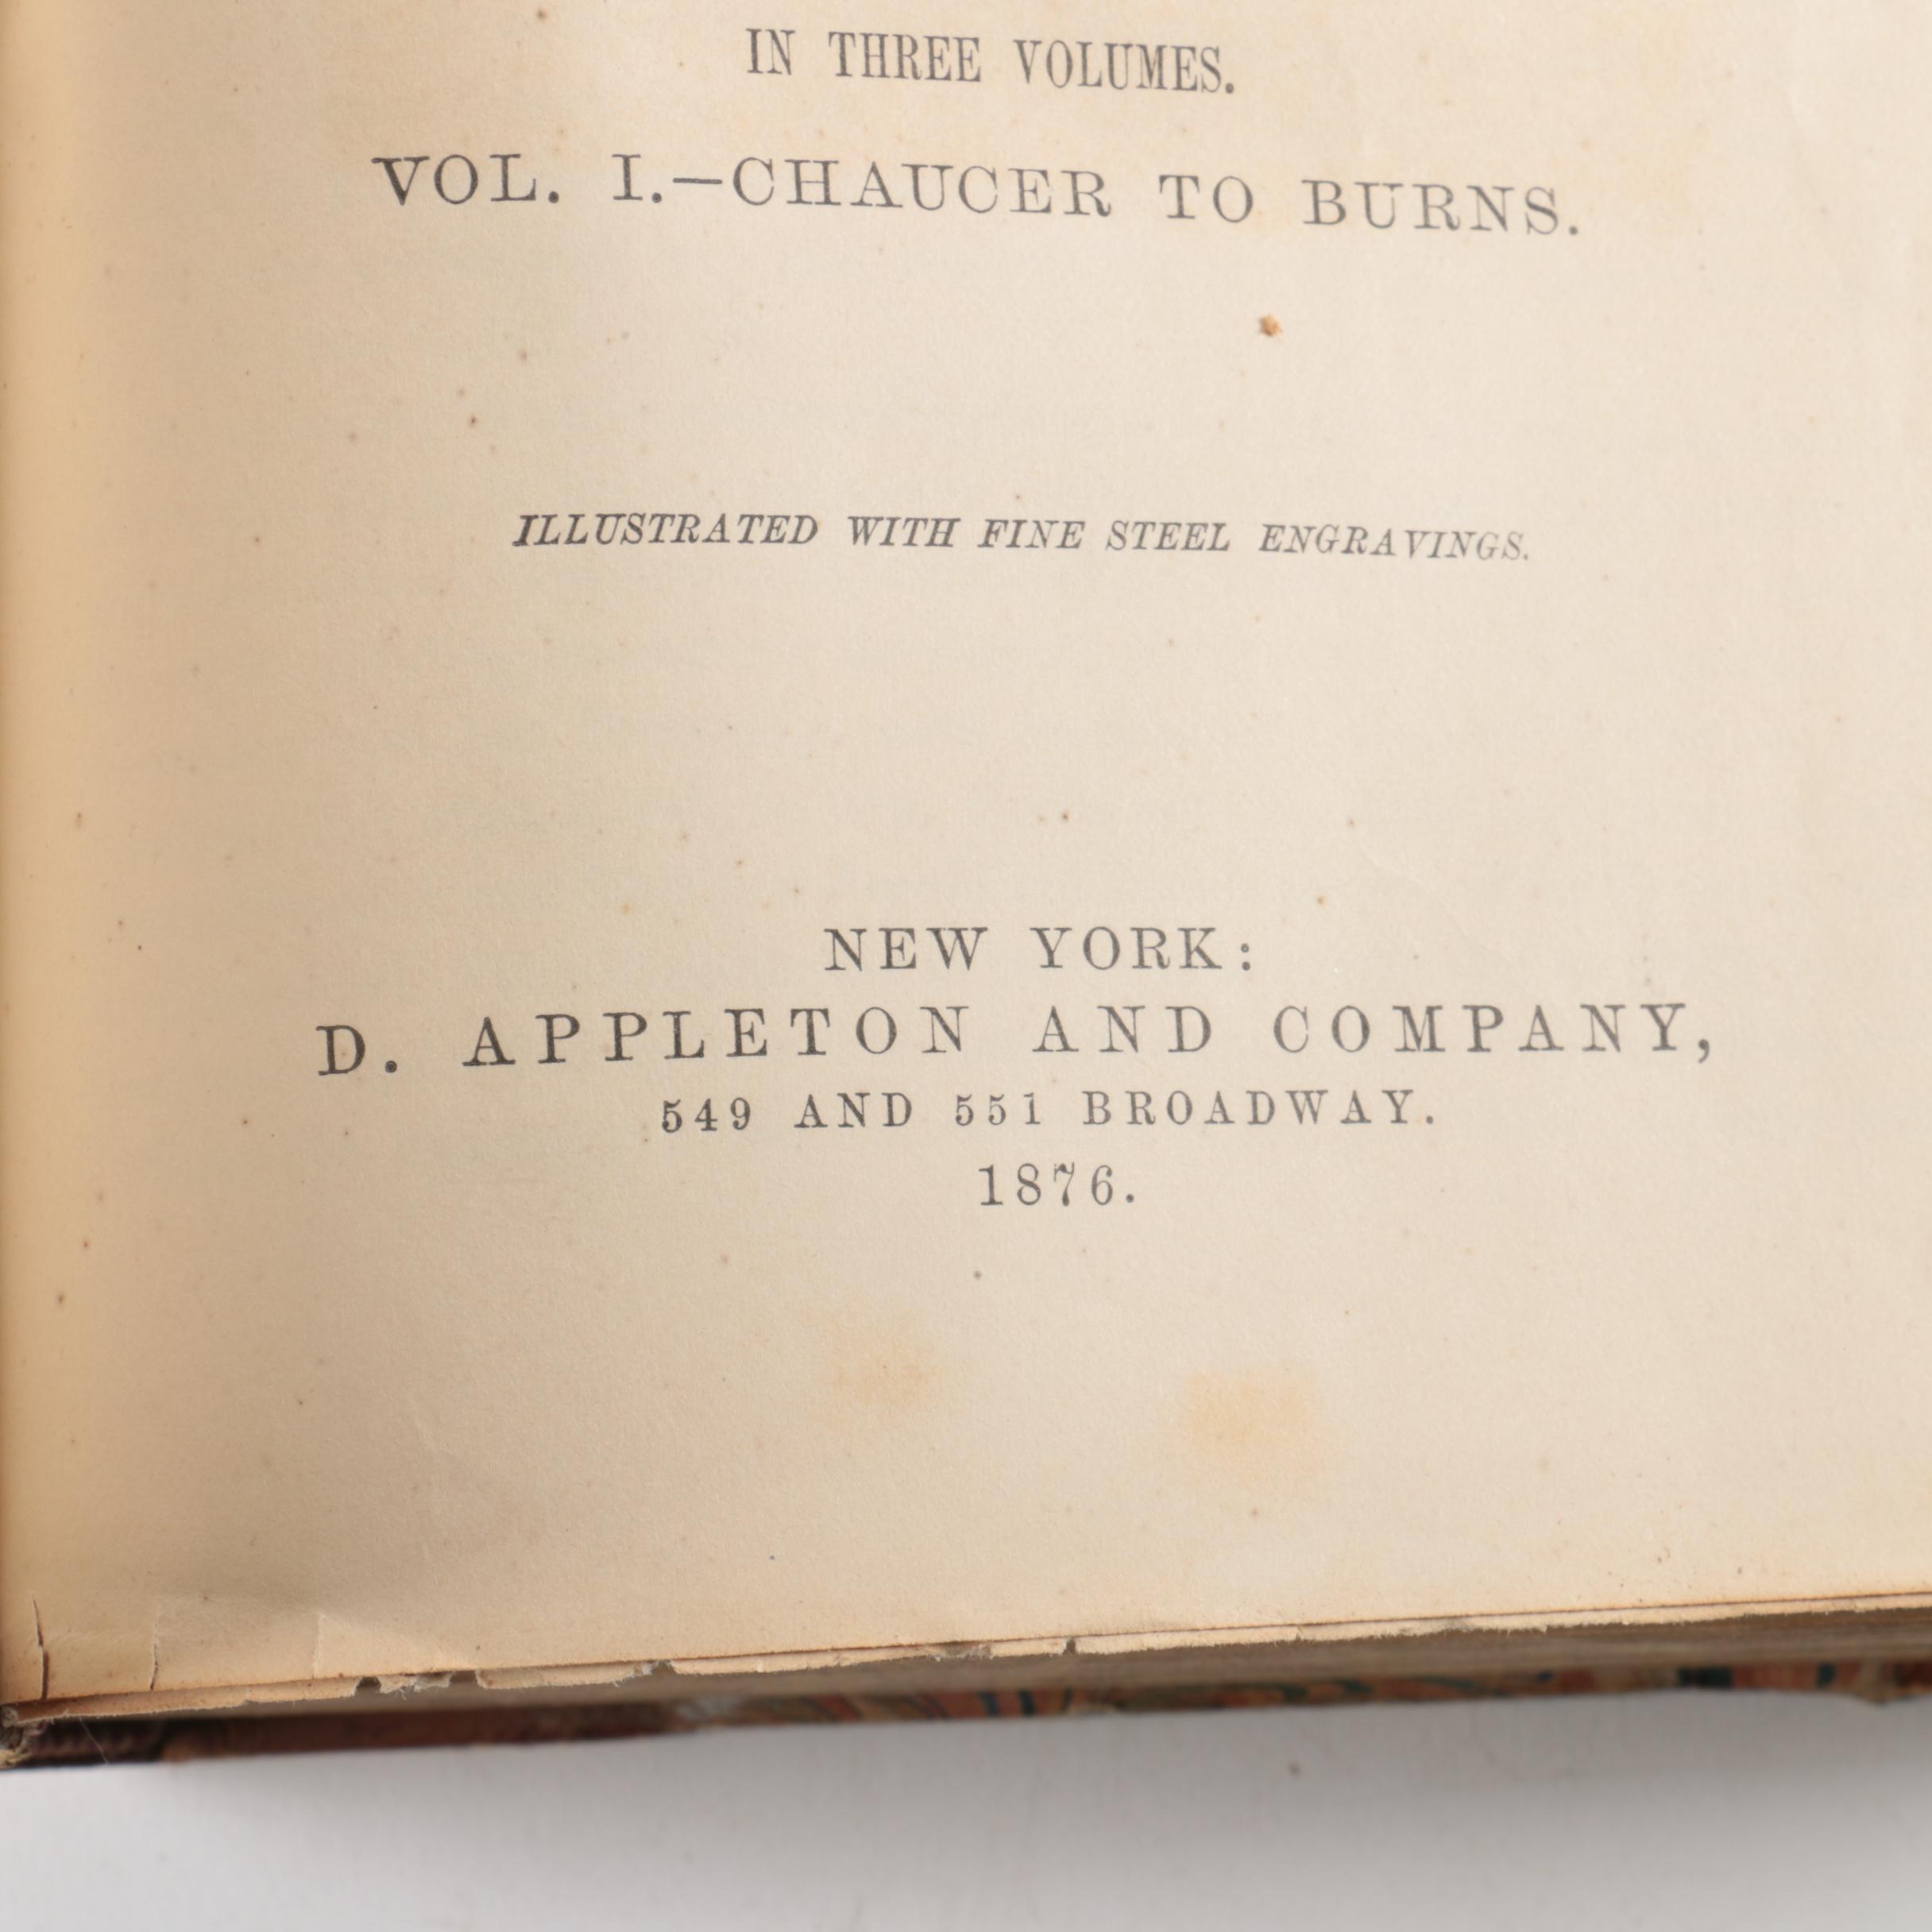 IN THREE VOLUMES.
VOL. I.—CHAUCER TO BURNS.
ILLUSTRATED WITH FINE STEEL ENGRAVINGS.
NEW YORK:
D. APPLETON AND COMPANY,
549 AND 551 BROADWAY.
1876.